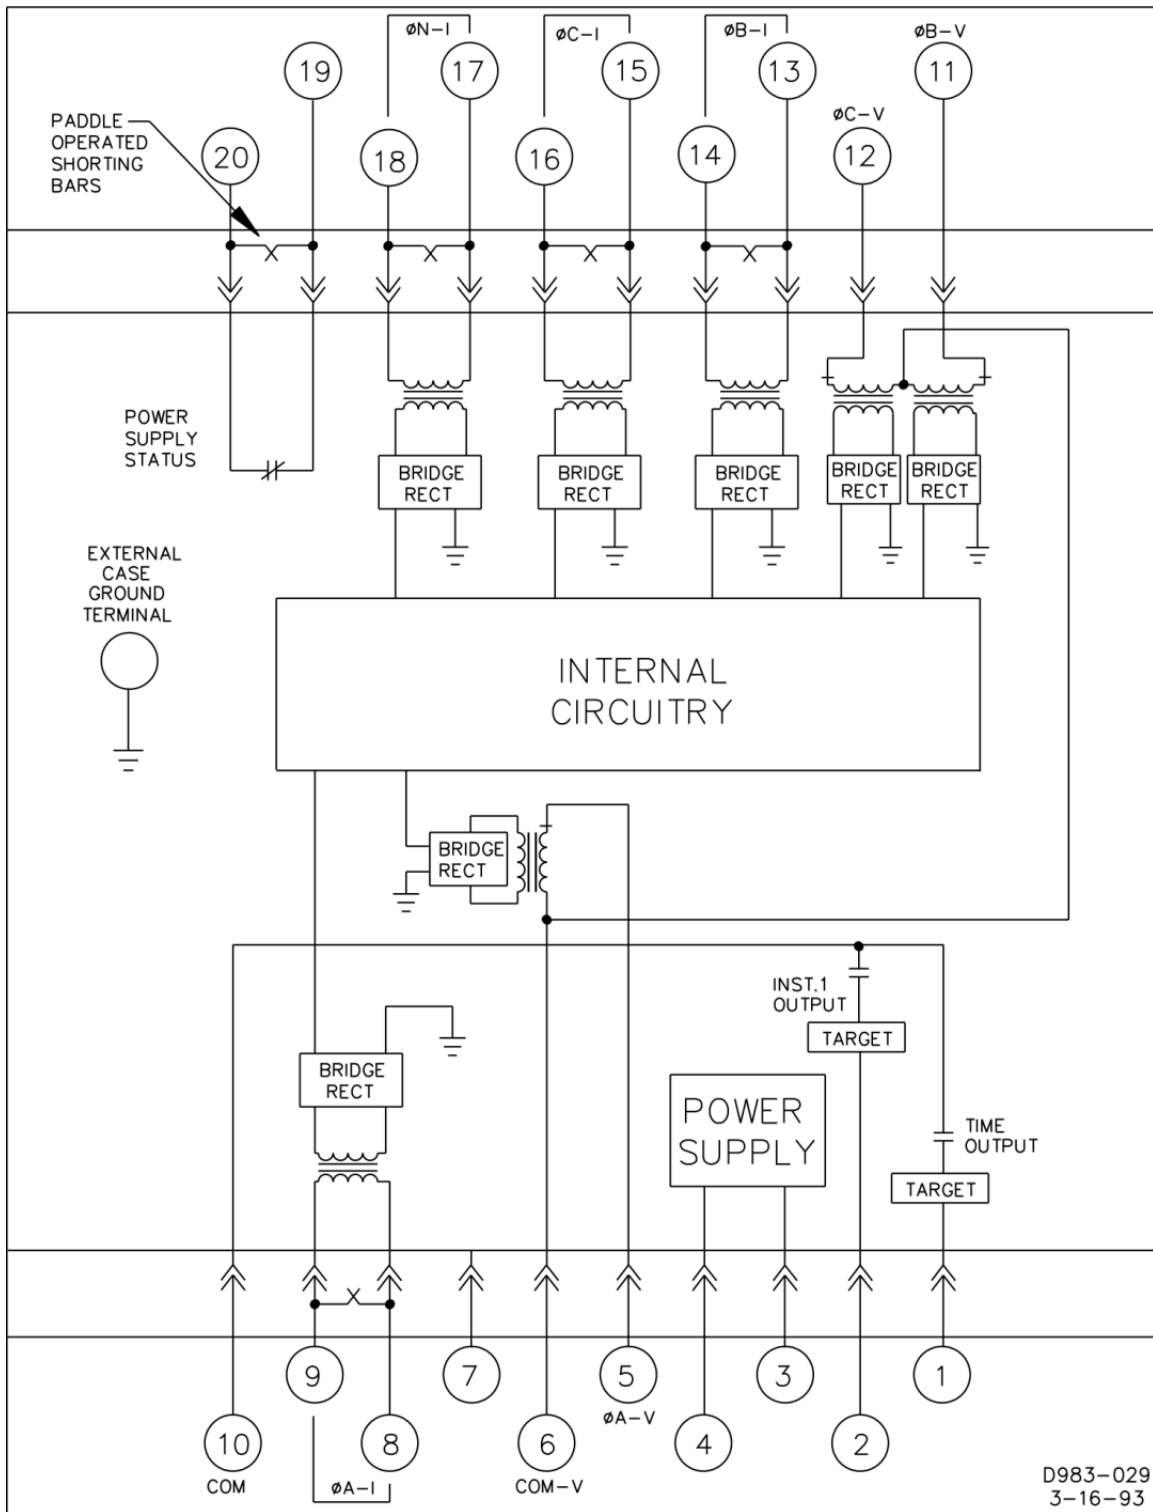 øN-I
øC-I
øB-I
øB-V
19
17
15
13
11
PADDLE
OPERATED
SHORTING
BARS
20
18
16
14
øC-V
12
POWER
SUPPLY
STATUS
BRIDGE
RECT
BRIDGE
RECT
BRIDGE
RECT
BRIDGE
RECT
BRIDGE
RECT
EXTERNAL
CASE
GROUND
TERMINAL
INTERNAL
CIRCUITRY
BRIDGE
RECT
INST.1
OUTPUT
TARGET
BRIDGE
RECT
POWER
SUPPLY
TIME
OUTPUT
TARGET
9
7
5
øA-V
3
1
10
COM
8
øA-I
6
COM-V
4
2
D983-029
3-16-93